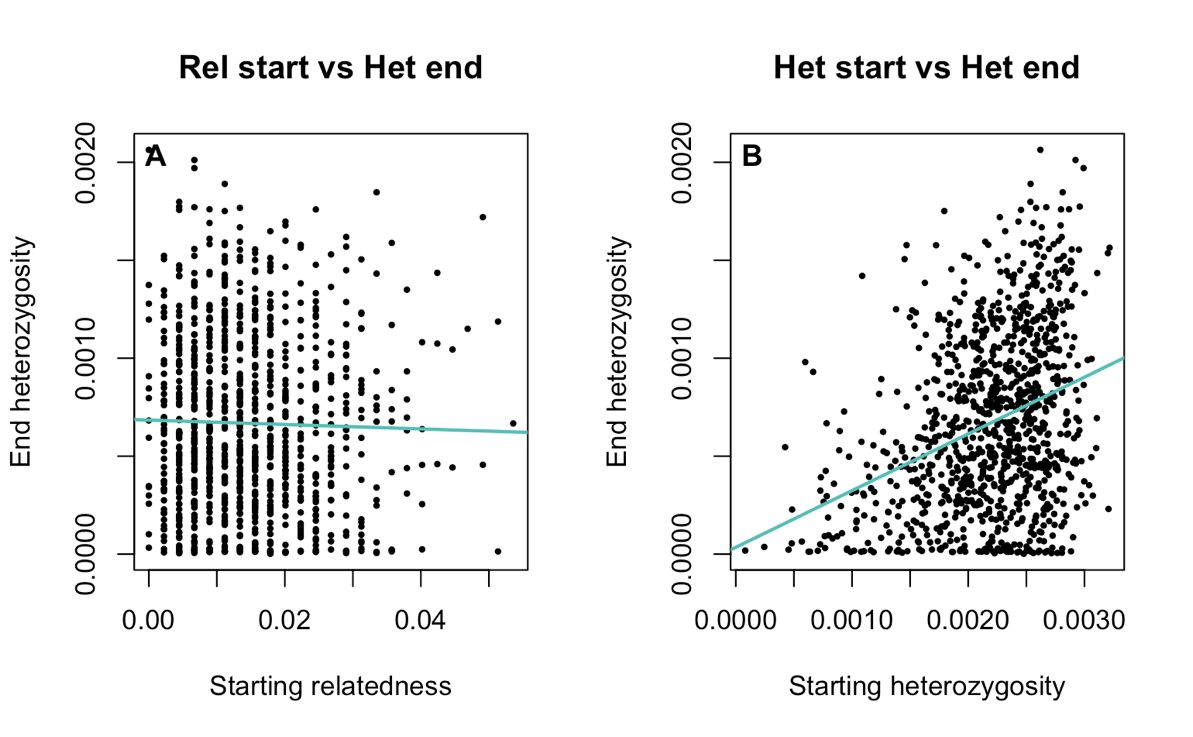 Rel start vs Het end
A
End heterozygosity
0.0020
0.0010
0.0000
0.00 0.02 0.04
Starting relatedness
Het start vs Het end
B
End heterozygosity
0.0020
0.0010
0.0000
0.0000 0.0010 0.0020 0.0030
Starting heterozygosity